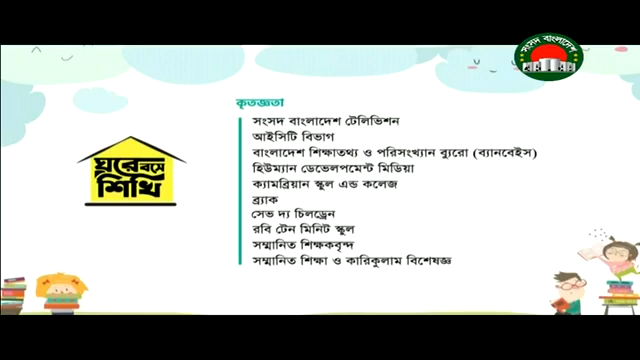 সংসদ বাংলাদেশ
কৃতজ্ঞতা
সংসদ বাংলাদেশ টেলিভিশন
আইসিটি বিভাগ
বাংলাদেশ শিক্ষাতথ্য ও পরিসংখ্যান ব্যুরো (ব্যানবেইস)
হিউম্যান ডেভেলপমেন্ট মিডিয়া
ক্যামব্রিয়ান স্কুল এন্ড কলেজ
ব্র্যাক
সেভ দ্য চিলড্রেন
রবি টেন মিনিট স্কুল
সম্মানিত শিক্ষকবৃন্দ
সম্মানিত শিক্ষা ও কারিকুলাম বিশেষজ্ঞ
ঘরে বসে
শিখি